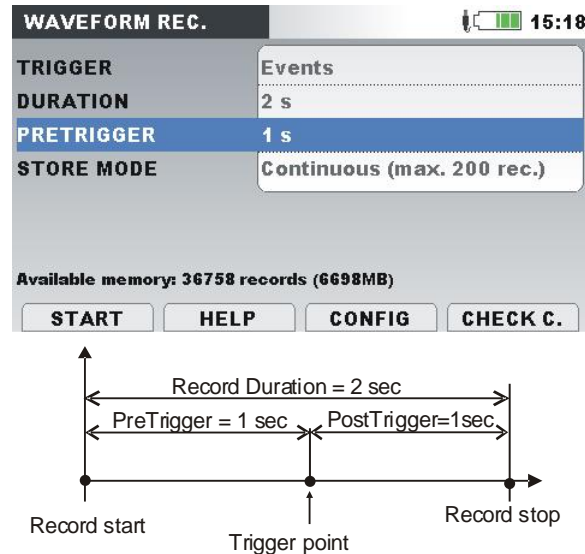 WAVEFORM REC. 15:18
TRIGGER Events
DURATION 2 s
PRETRIGGER 1 s
STORE MODE Continuous (max. 200 rec.)
Available memory: 36758 records (6698MB)
START HELP CONFIG CHECK C.
Record Duration = 2 sec
PreTrigger = 1 sec PostTrigger=1sec
Record start Trigger point Record stop